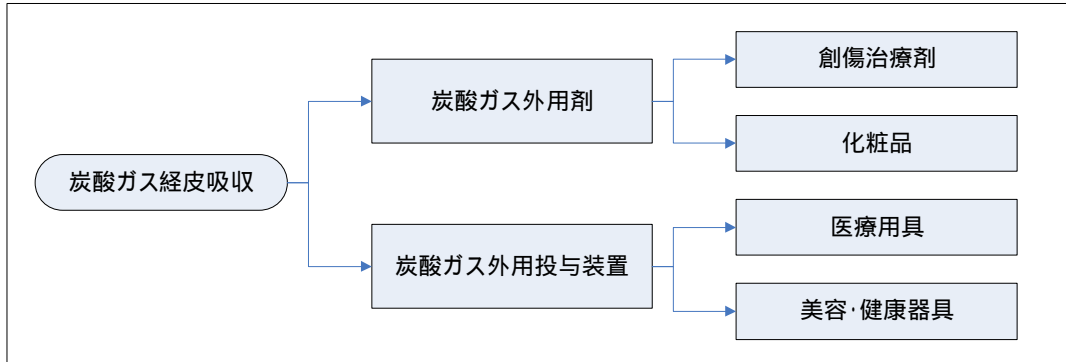 炭酸ガス経皮吸収
炭酸ガス外用剤
炭酸ガス外用投与装置
創傷治療剤
化粧品
医療用具
美容･健康器具